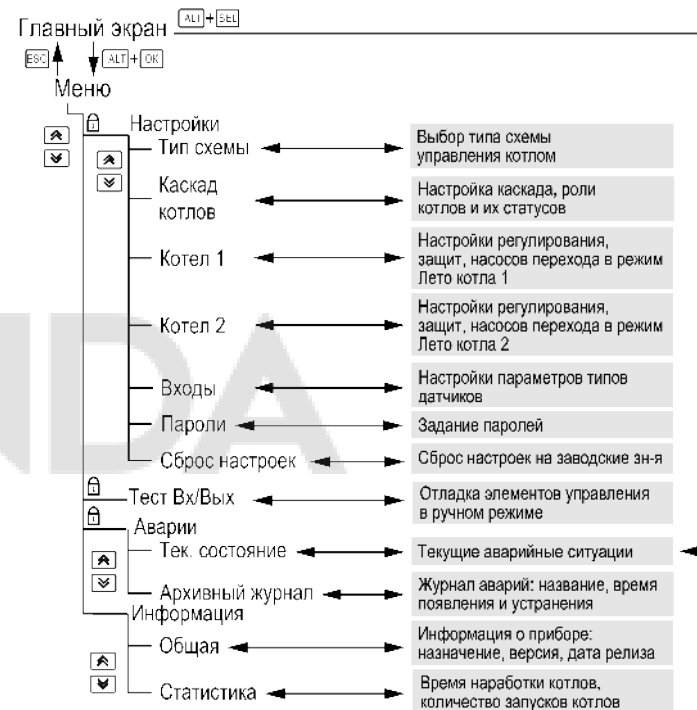 Главный экран ALT + SEL
ESC ALT + OK
Меню
Настройки
Тип схемы
Выбор типа схемы
управления котлом
Каскад
котлов
Настройка каскада, роли
котлов и их статусов
Котел 1
Настройки регулирования,
защит, насосов перехода в режим
Лето котла 1
Котел 2
Настройки регулирования,
защит, насосов перехода в режим
Лето котла 2
Входы
Настройки параметров типов
датчиков
Пароли
Задание паролей
Сброс настроек
Сброс настроек на заводские зн-я
Тест Вх/Вых
Отладка элементов управления
в ручном режиме
Аварии
Тек. состояние
Текущие аварийные ситуации
Архивный журнал
Журнал аварий: название, время
появления и устранения
Информация
Общая
Информация о приборе:
назначение, версия, дата релиза
Статистика
Время наработки котлов,
количество запусков котлов